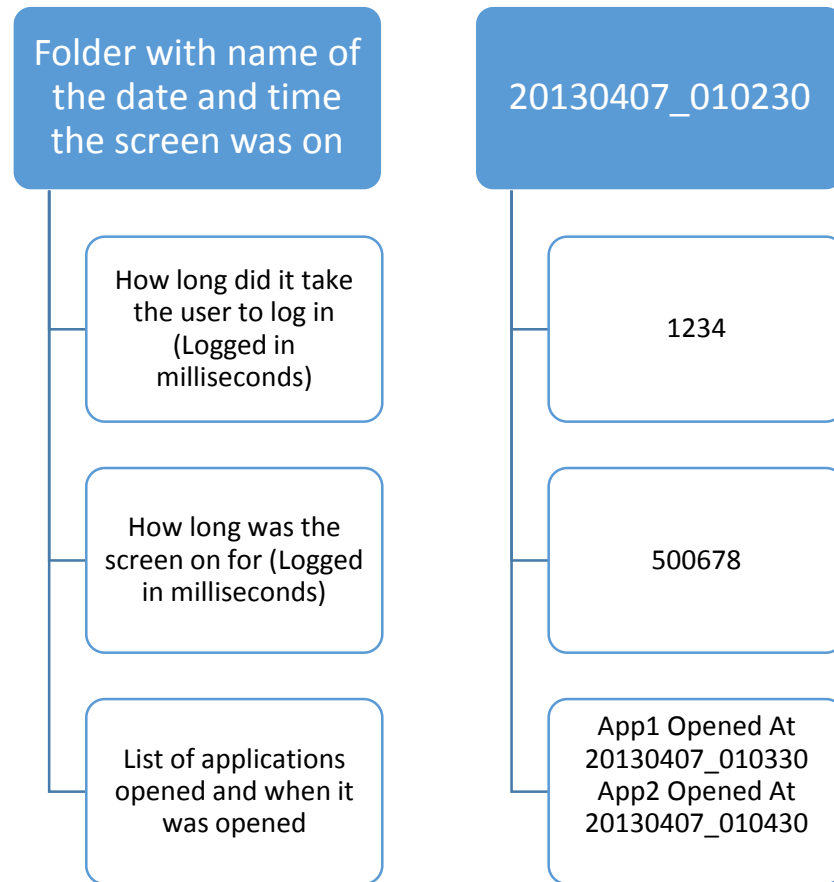 Folder with name of
the date and time
the screen was on
How long did it take
the user to log in
(Logged in
milliseconds)
How long was the
screen on for (Logged
in milliseconds)
List of applications
opened and when it
was opened
20130407_010230
1234
500678
App1 Opened At
20130407_010330
App2 Opened At
20130407_010430